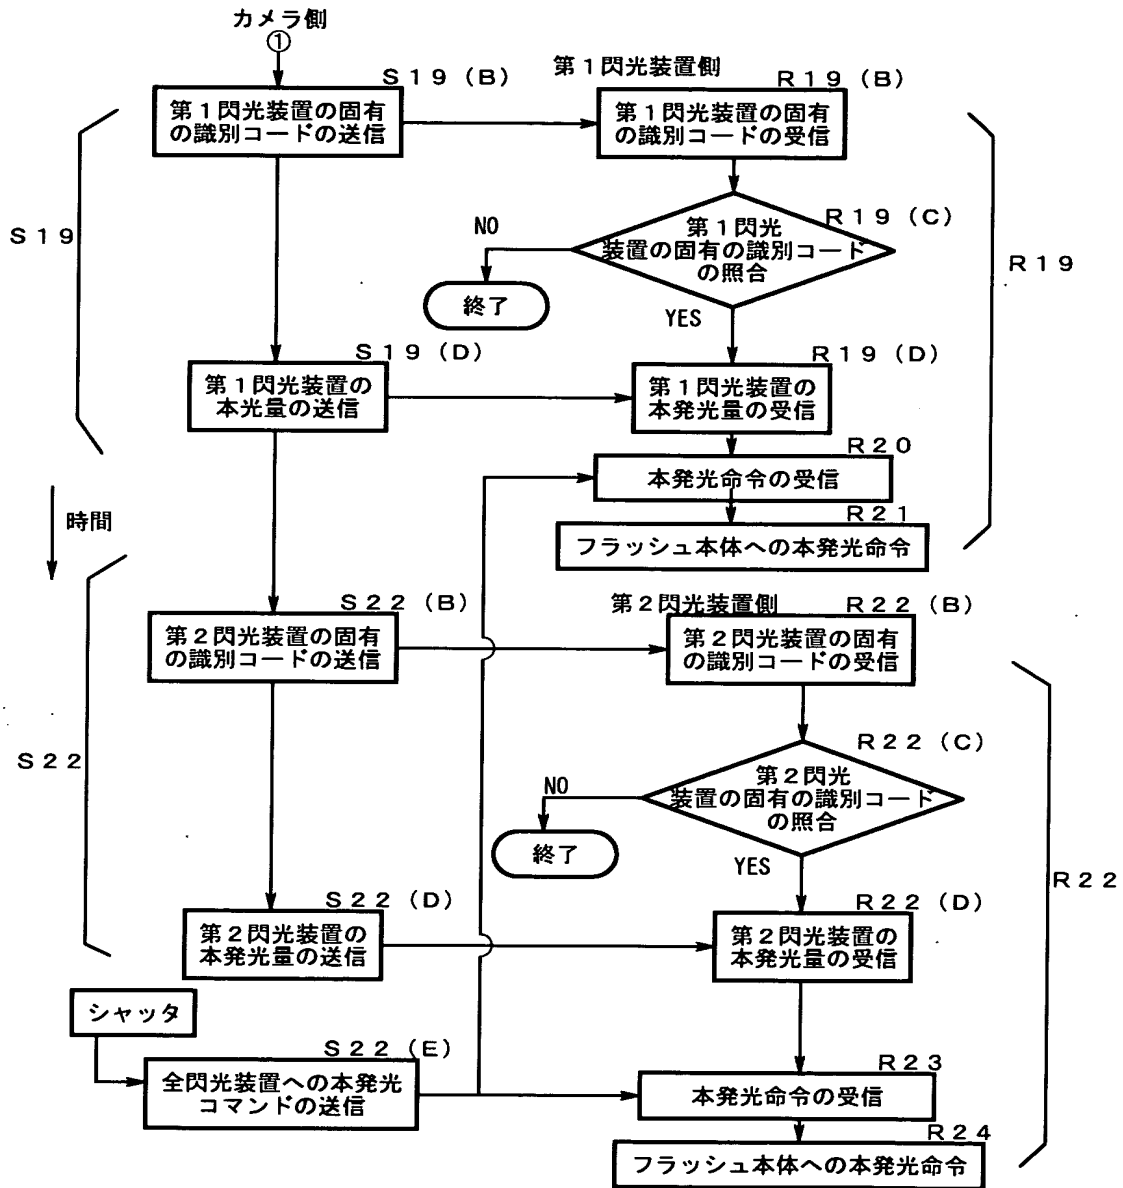 カメラ側
①
S19(B)
第1閃光装置の固有
の識別コードの送信
第1閃光装置側
R19(B)
第1閃光装置の固有
の識別コードの受信
S19
R19(C)
第1閃光
装置の固有の識別コード
の照合
NO
終了
YES
R19
S19(D)
第1閃光装置の
本光量の送信
R19(D)
第1閃光装置の
本発光量の受信
R20
本発光命令の受信
R21
フラッシュ本体への本発光命令
時間
S22(B)
第2閃光装置の固有
の識別コードの送信
第2閃光装置側
R22(B)
第2閃光装置の固有
の識別コードの受信
S22
R22(C)
第2閃光
装置の固有の識別コード
の照合
NO
終了
YES
R22
S22(D)
第2閃光装置の
本発光量の送信
R22(D)
第2閃光装置の
本発光量の受信
シャッタ
S22(E)
全閃光装置への本発光
コマンドの送信
R23
本発光命令の受信
R24
フラッシュ本体への本発光命令